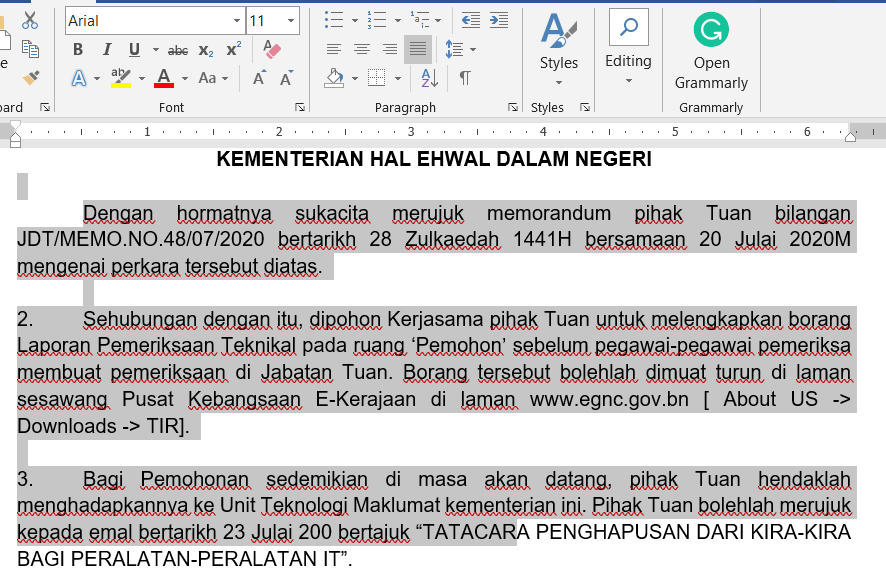 Arial 11
B I U abc x₂ x²
A ab A Aa A A
A Z
Styles Editing Open Grammarly
ard Font Paragraph Styles Grammarly
1 2 3 4 5 6
KEMENTERIAN HAL EHWAL DALAM NEGERI
Dengan hormatnya sukacita merujuk memorandum pihak Tuan bilangan
JDT/MEMO.NO.48/07/2020 bertarikh 28 Zulkaedah 1441H bersamaan 20 Julai 2020M
mengenai perkara tersebut diatas.
2. Sehubungan dengan itu, dipohon Kerjasama pihak Tuan untuk melengkapkan borang
Laporan Pemeriksaan Teknikal pada ruang ‘Pemohon’ sebelum pegawai-pegawai pemeriksa
membuat pemeriksaan di Jabatan Tuan. Borang tersebut bolehlah dimuat turun di laman
sesawang Pusat Kebangsaan E-Kerajaan di laman www.egnc.gov.bn [ About US ->
Downloads -> TIR].
3. Bagi Pemohonan sedemikian di masa akan datang, pihak Tuan hendaklah
menghadapkannya ke Unit Teknologi Maklumat kementerian ini. Pihak Tuan bolehlah merujuk
kepada emal bertarikh 23 Julai 200 bertajuk “TATACARA PENGHAPUSAN DARI KIRA-KIRA
BAGI PERALATAN-PERALATAN IT”.